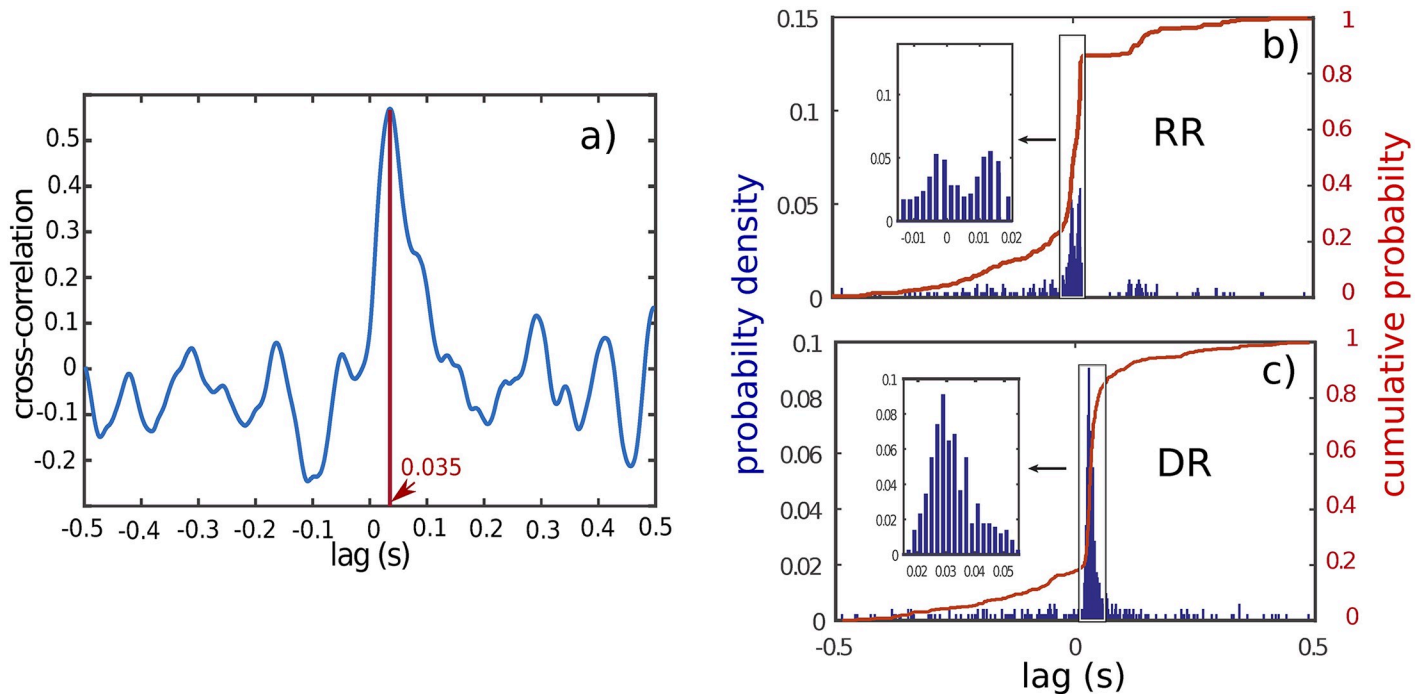 a)
cross-correlation
0.5
0.4
0.3
0.2
0.1
0
-0.1
-0.2
0.035
-0.5 -0.4 -0.3 -0.2 -0.1 0 0.1 0.2 0.3 0.4 0.5
lag (s)
probabilty density
cumulative probabilty
b)
RR
0.15
0.1
0.05
0
1
0.8
0.6
0.4
0.2
0
0.1
0.05
0
-0.01 0 0.01 0.02
c)
DR
0.1
0.08
0.06
0.04
0.02
0
1
0.8
0.6
0.4
0.2
0
0.1
0.08
0.06
0.04
0.02
0
0.02 0.03 0.04 0.05
-0.5 0 0.5
lag (s)